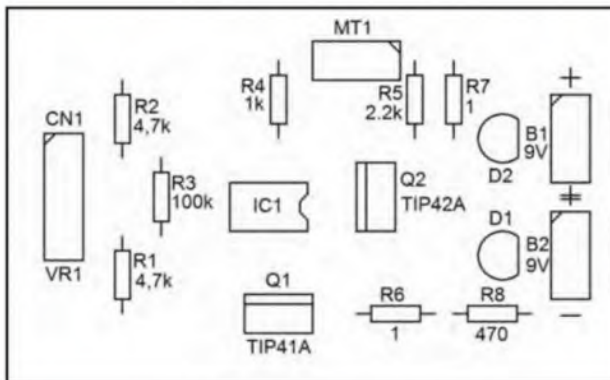 MT1
CN1
R2
4,7k
R4
1k
R5
2.2k
R7
1
+
B1
9V
D2
R3
100k
IC1
Q2
TIP42A
+
=
D1
B2
9V
VR1
R1
4,7k
Q1
TIP41A
R6
1
R8
470
−